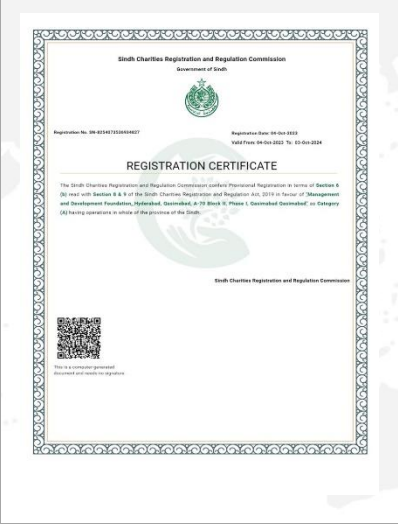 Sindh Charities Registration and Regulation Commission
Government of Sindh
Registration No.
Registration Date: 04-Oct-2023
Valid From: 04-Oct-2023 To: 03-Oct-2024
REGISTRATION CERTIFICATE
The Sindh Charities Registration and Regulation Commission confers Provisional Registration in terms of Section 6
(b) read with Section 8 & 9 of the Sindh Charities Registration and Regulation Act, 2019 in favour of "Management
and Development Foundation, Hyderabad, Qasimabad, A-70 Block II, Phase I, Qasimabad Qasimabad" as Category
(A) having operations in whole of the province of the Sindh.
Sindh Charities Registration and Regulation Commission
This is a computer generated
document and needs no signature